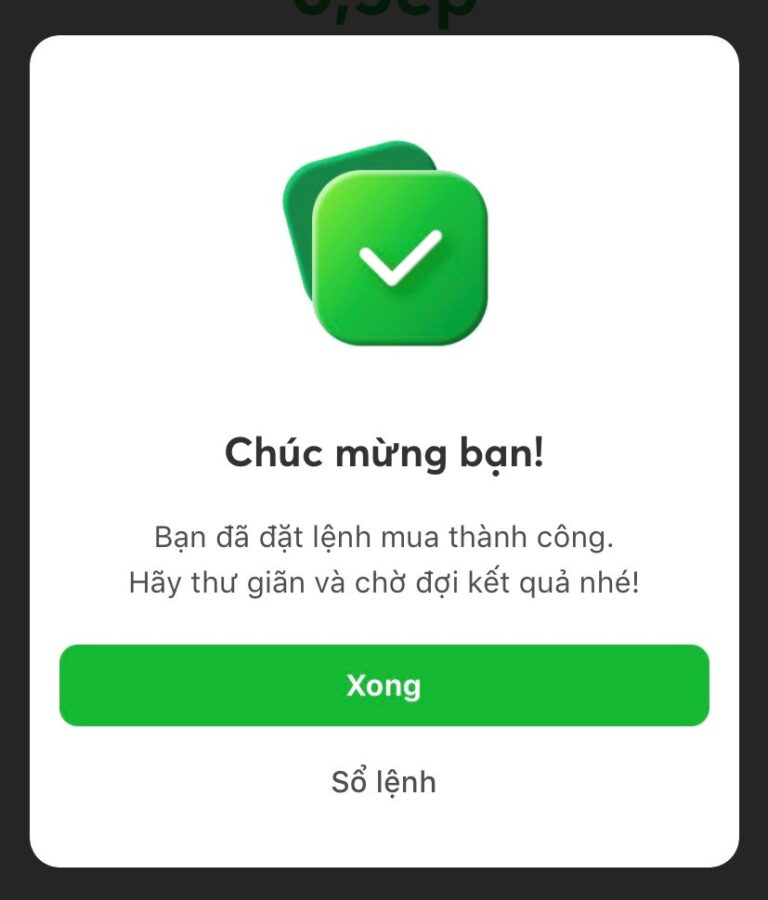 Chúc mừng bạn!
Bạn đã đặt lệnh mua thành công.
Hãy thư giãn và chờ đợi kết quả nhé!
Xong
Sổ lệnh